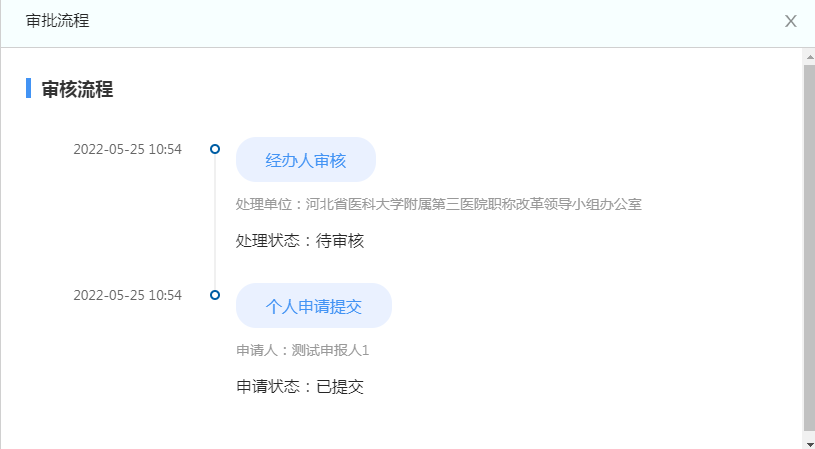 审批流程
X
审核流程
2022-05-25 10:54
经办人审核
处理单位：河北省医科大学附属第三医院职称改革领导小组办公室
处理状态：待审核
2022-05-25 10:54
个人申请提交
申请人：测试申报人1
申请状态：已提交